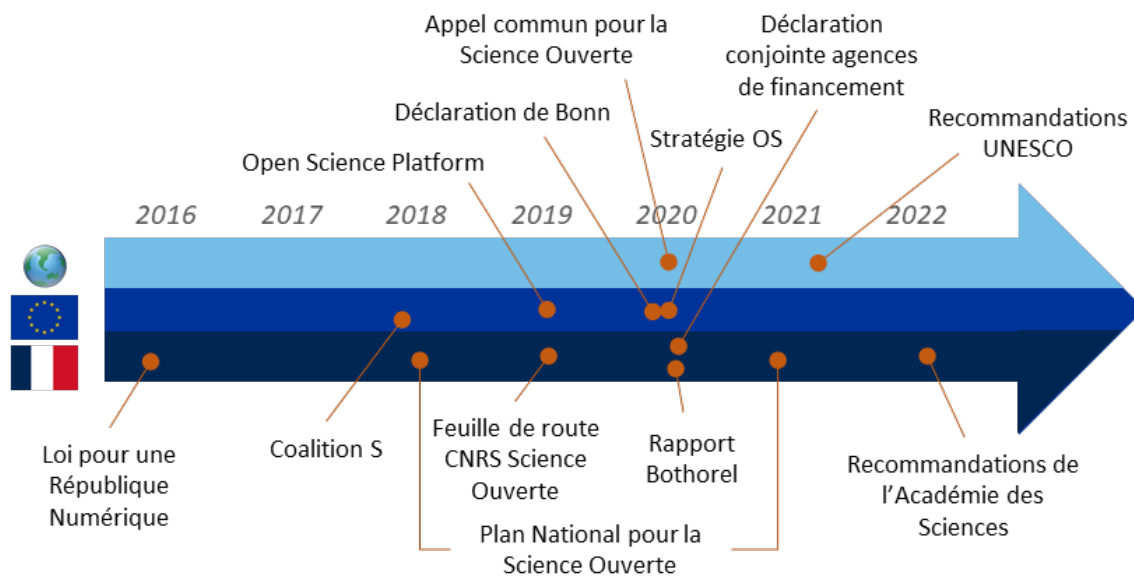 Appel commun pour la
Science Ouverte
Déclaration
conjointe agences
de financement
Déclaration de Bonn
Stratégie OS
Recommandations
UNESCO
Open Science Platform
2016 2017 2018 2019 2020 2021 2022
Loi pour une
République
Numérique
Coalition S
Feuille de route
CNRS Science
Ouverte
Rapport
Bothorel
Recommandations de
l'Académie des
Sciences
Plan National pour la
Science Ouverte